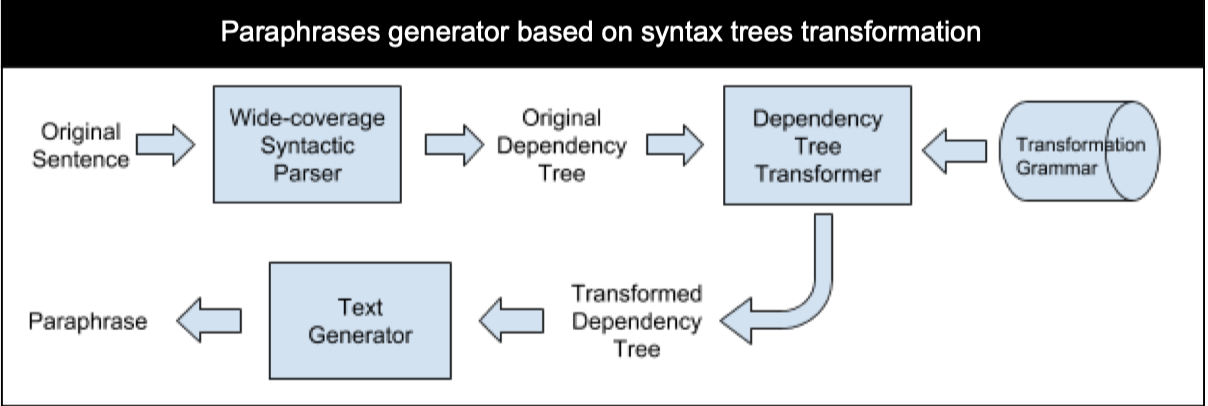 Paraphrases generator based on syntax trees transformation
Original
Sentence
Wide-coverage
Syntactic
Parser
Original
Dependency
Tree
Dependency
Tree
Transformer
Transformation
Grammar
Paraphrase
Text
Generator
Transformed
Dependency
Tree